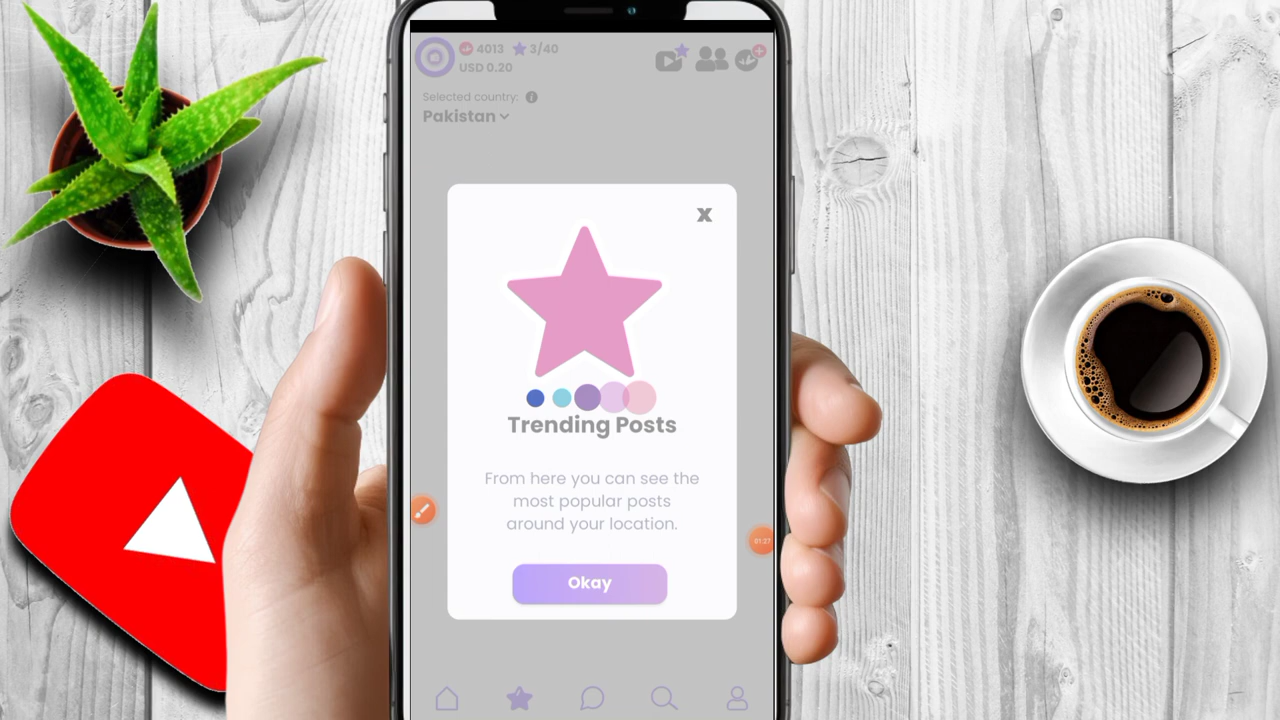 4013 3/40
USD 0.20
Selected country:
Pakistan
x
Trending Posts
From here you can see the
most popular posts
around your location.
01:27
Okay